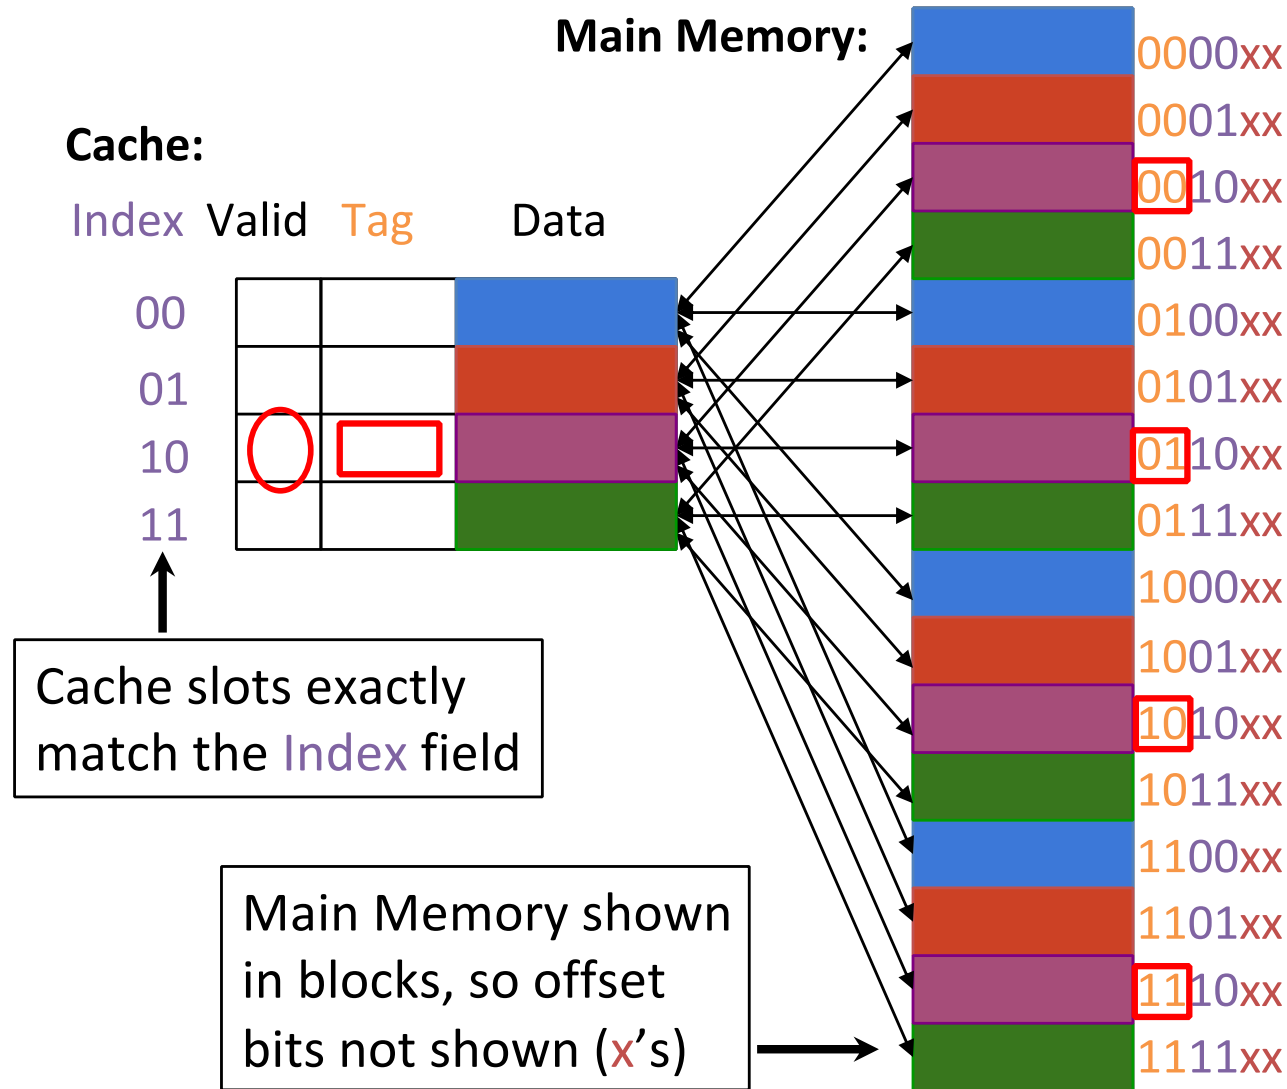 Main Memory:
Cache:
Index Valid Tag Data
00
01
10
11
Cache slots exactly
match the Index field
Main Memory shown
in blocks, so offset
bits not shown (x's)
0000xx
0001xx
0010xx
0011xx
0100xx
0101xx
0110xx
0111xx
1000xx
1001xx
1010xx
1011xx
1100xx
1101xx
1110xx
1111xx